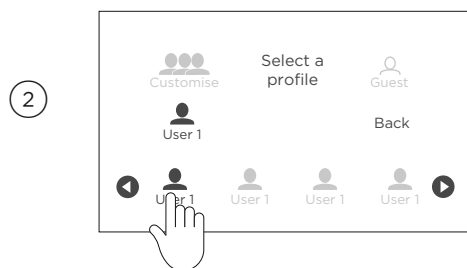 2
Select a
profile
Customise
Guest
User 1
Back
User 1
User 1
User 1
User 1